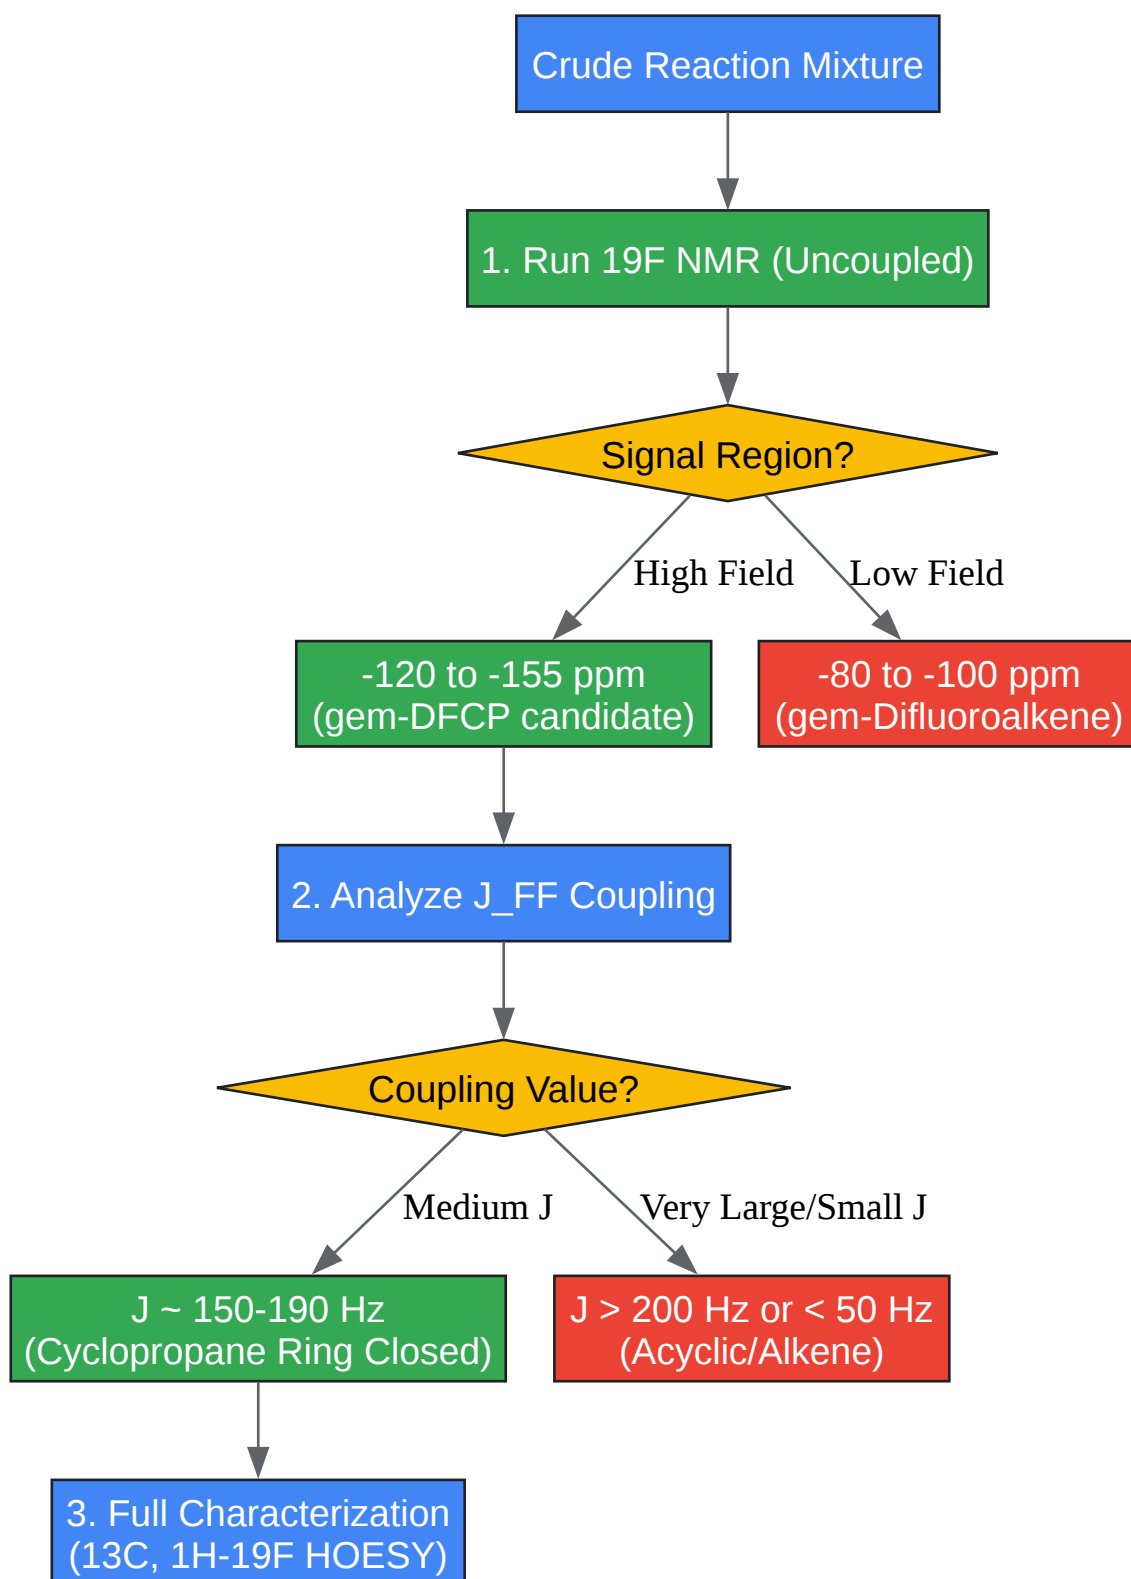 Crude Reaction Mixture
1. Run 19F NMR (Uncoupled)
Signal Region?
High Field
Low Field
-120 to -155 ppm
(gem-DFCP candidate)
-80 to -100 ppm
(gem-Difluoroalkene)
2. Analyze J_FF Coupling
Coupling Value?
Medium J
Very Large/Small J
J ~ 150-190 Hz
(Cyclopropane Ring Closed)
J > 200 Hz or < 50 Hz
(Acyclic/Alkene)
3. Full Characterization
(13C, 1H-19F HOESY)